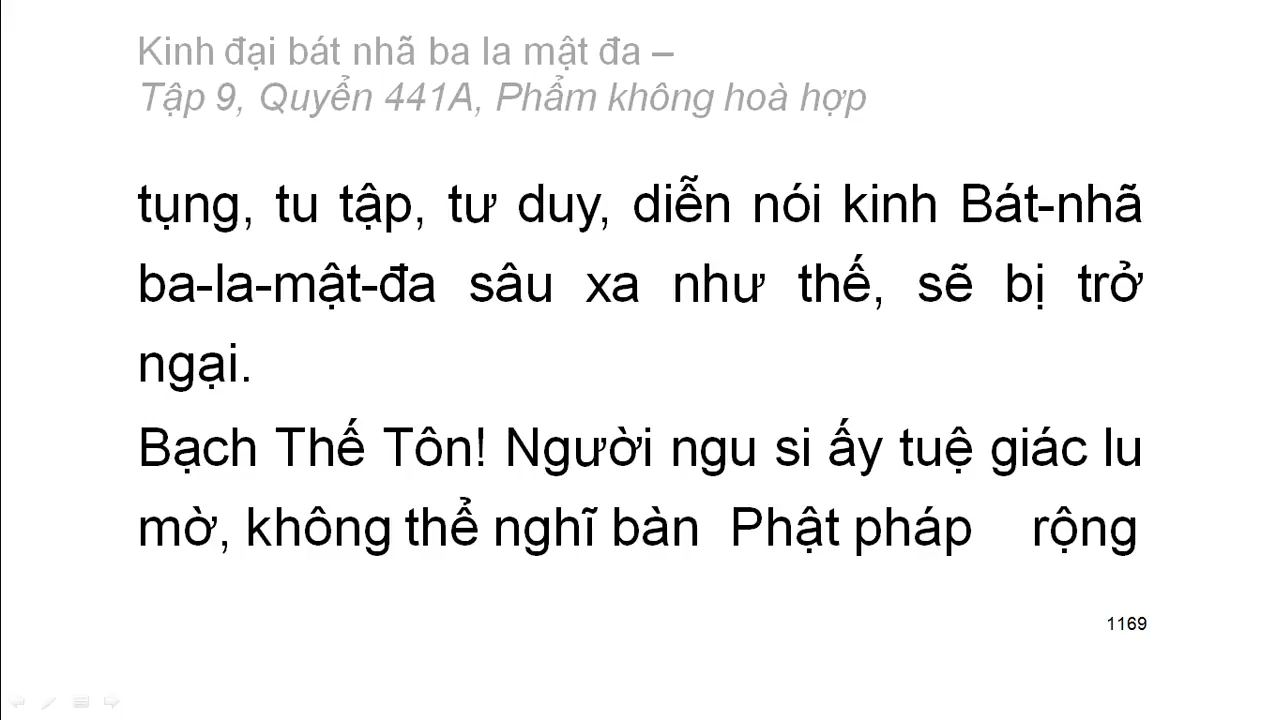 Kinh đại bát nhã ba la mật đa –
Tập 9, Quyển 441A, Phẩm không hoà hợp
tụng, tu tập, tư duy, diễn nói kinh Bát-nhã
ba-la-mật-đa sâu xa như thế, sẽ bị trở
ngại.
Bạch Thế Tôn! Người ngu si ấy tuệ giác lu
mờ, không thể nghĩ bàn Phật pháp rộng
1169